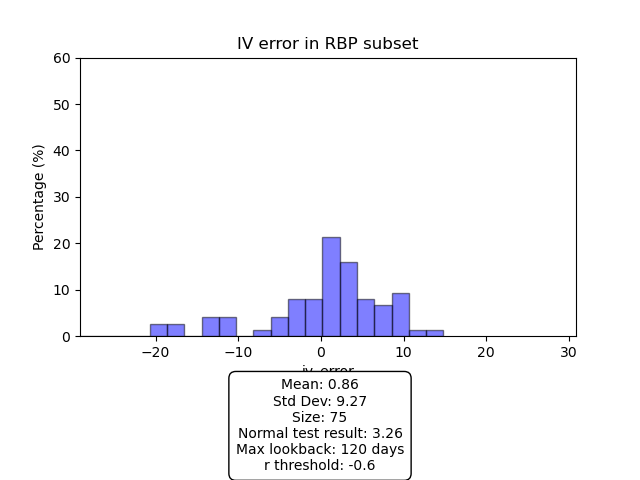 IV error in RBP subset
60
50
40
30
20
10
0
Percentage (%)
−20 −10 0 10 20 30
iv_error
Mean: 0.86
Std Dev: 9.27
Size: 75
Normal test result: 3.26
Max lookback: 120 days
r threshold: -0.6